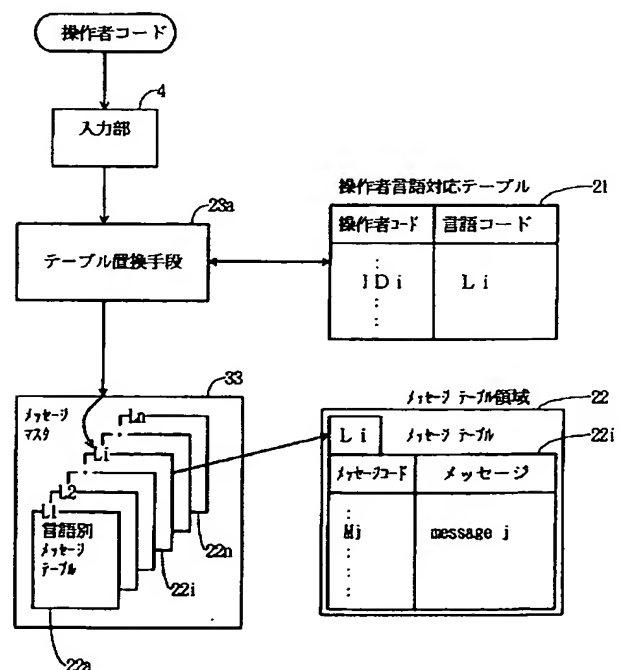 操作者コード
4
入力部
23a
テーブル置換手段
操作者言語対応テーブル
21
操作者コード 言語コード
IDi Li
33
メッセージ
マスタ
Ln
Li
L2
L1
言語別
メッセージ
テーブル
22n
22i
22a
メッセージ テーブル領域
22
Li メッセージ テーブル
22i
メッセージコード メッセージ
Mj message j